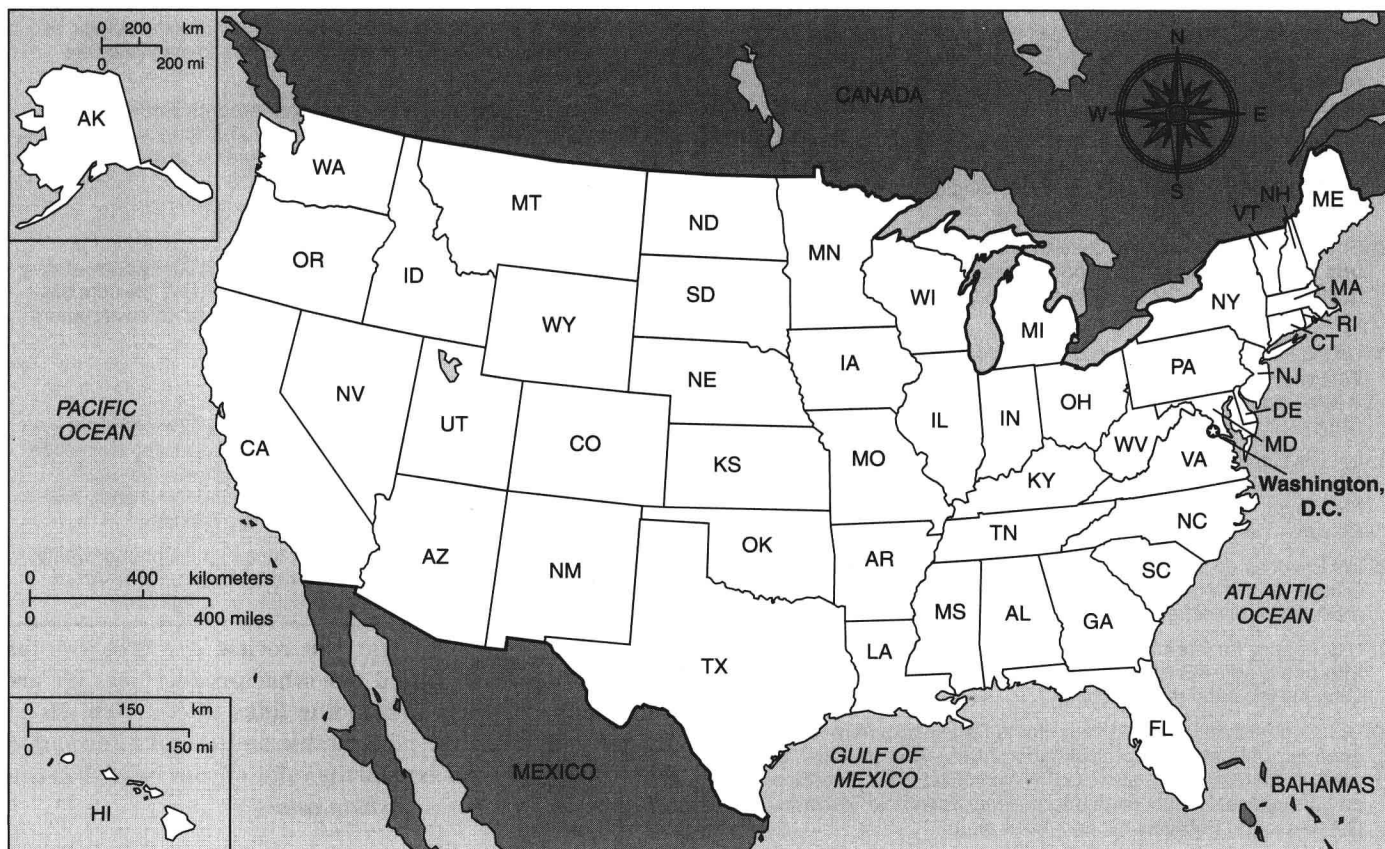 0 200 km
0 200 mi
AK
CANADA
N
W E
S
WA
MT
ND
MN
ME
NH
VT
OR
ID
SD
WI
MI
NY
MA
RI
CT
WY
IA
NE
PA
NJ
NV
UT
CO
IL
IN
OH
DE
PACIFIC
OCEAN
CA
KS
MO
WV
MD
VA
KY
Washington,
D.C.
NC
TN
AZ
NM
OK
AR
SC
0 400 kilometers
0 400 miles
MS
AL
GA
ATLANTIC
OCEAN
LA
TX
FL
0 150 km
0 150 mi
HI
MEXICO
GULF OF
MEXICO
BAHAMAS